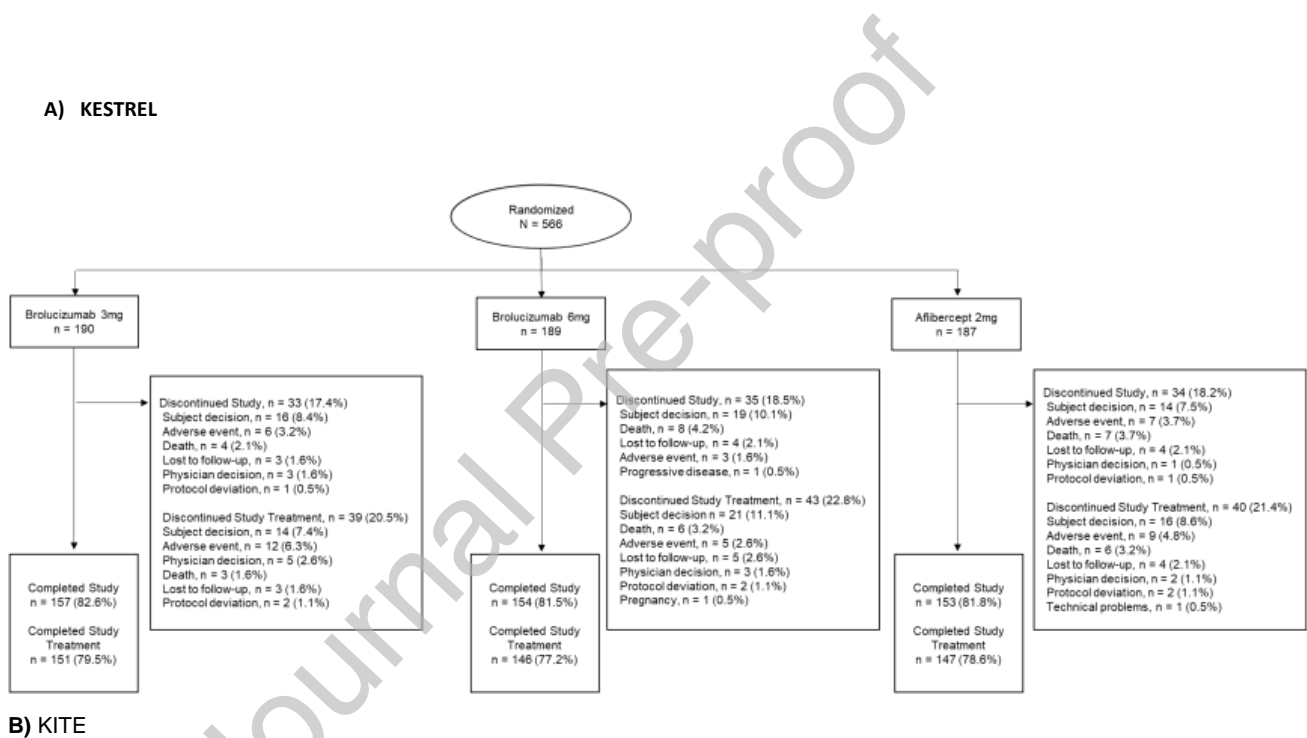 Journal Pre-proof
A) KESTREL
Randomized
N = 566
Brolucizumab 3mg
n = 190
Discontinued Study, n = 33 (17.4%)
Subject decision, n = 16 (8.4%)
Adverse event, n = 6 (3.2%)
Death, n = 4 (2.1%)
Lost to follow-up, n = 3 (1.6%)
Physician decision, n = 3 (1.6%)
Protocol deviation, n = 1 (0.5%)
Discontinued Study Treatment, n = 39 (20.5%)
Subject decision, n = 14 (7.4%)
Adverse event, n = 12 (6.3%)
Physician decision, n = 5 (2.6%)
Death, n = 3 (1.6%)
Lost to follow-up, n = 3 (1.6%)
Protocol deviation, n = 2 (1.1%)
Completed Study
n = 157 (82.6%)
Completed Study
Treatment
n = 151 (79.5%)
Brolucizumab 6mg
n = 189
Discontinued Study, n = 35 (18.5%)
Subject decision, n = 19 (10.1%)
Death, n = 8 (4.2%)
Lost to follow-up, n = 4 (2.1%)
Adverse event, n = 3 (1.6%)
Progressive disease, n = 1 (0.5%)
Discontinued Study Treatment, n = 43 (22.8%)
Subject decision n = 21 (11.1%)
Death, n = 6 (3.2%)
Adverse event, n = 5 (2.6%)
Lost to follow-up, n = 5 (2.6%)
Physician decision, n = 3 (1.6%)
Protocol deviation, n = 2 (1.1%)
Pregnancy, n = 1 (0.5%)
Completed Study
n = 154 (81.5%)
Completed Study
Treatment
n = 146 (77.2%)
Aflibercept 2mg
n = 187
Discontinued Study, n = 34 (18.2%)
Subject decision, n = 14 (7.5%)
Adverse event, n = 7 (3.7%)
Death, n = 7 (3.7%)
Lost to follow-up, n = 4 (2.1%)
Physician decision, n = 1 (0.5%)
Protocol deviation, n = 1 (0.5%)
Discontinued Study Treatment, n = 40 (21.4%)
Subject decision, n = 16 (8.6%)
Adverse event, n = 9 (4.8%)
Death, n = 6 (3.2%)
Lost to follow-up, n = 4 (2.1%)
Physician decision, n = 2 (1.1%)
Protocol deviation, n = 2 (1.1%)
Technical problems, n = 1 (0.5%)
Completed Study
n = 153 (81.8%)
Completed Study
Treatment
n = 147 (78.6%)
B) KITE